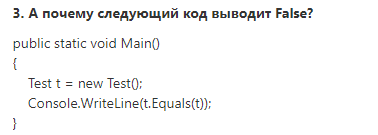 3. А почему следующий код выводит False?
public static void Main()
{
Test t = new Test();
Console.WriteLine(t.Equals(t));
}